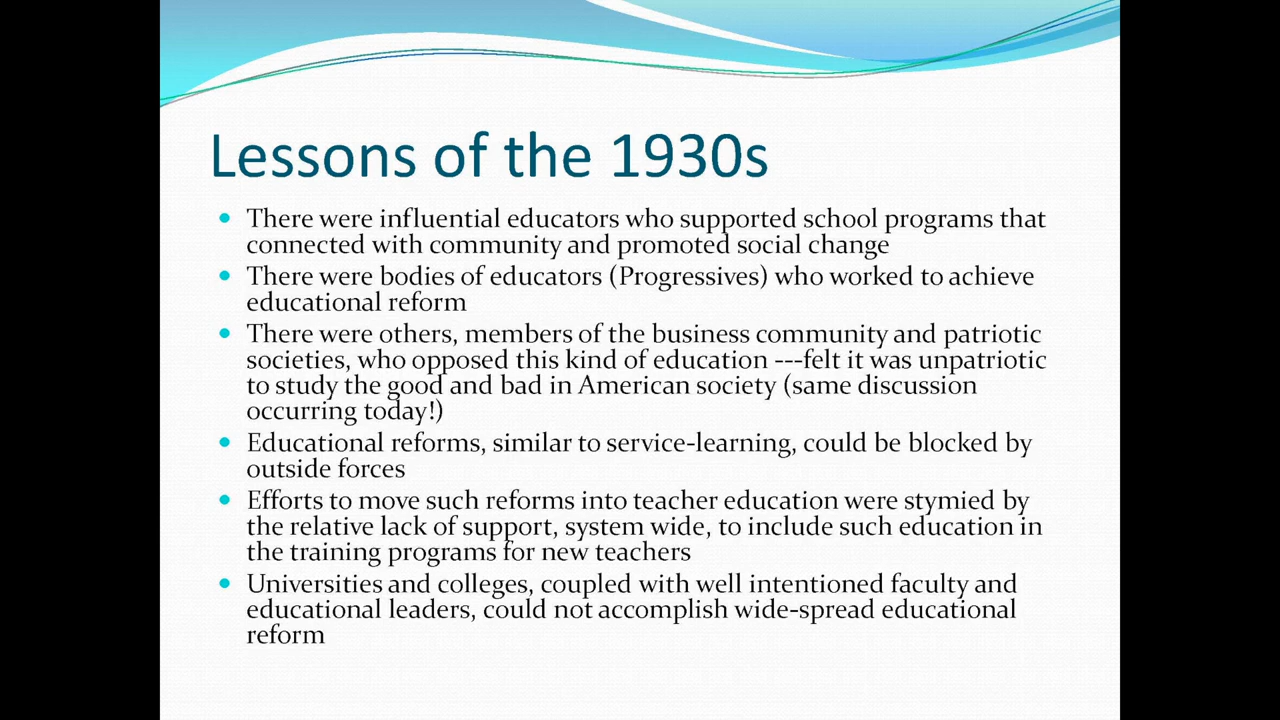 Lessons of the 1930s
• There were influential educators who supported school programs that
connected with community and promoted social change
• There were bodies of educators (Progressives) who worked to achieve
educational reform
• There were others, members of the business community and patriotic
societies, who opposed this kind of education ---felt it was unpatriotic
to study the good and bad in American society (same discussion
occurring today!)
• Educational reforms, similar to service-learning, could be blocked by
outside forces
• Efforts to move such reforms into teacher education were stymied by
the relative lack of support, system wide, to include such education in
the training programs for new teachers
• Universities and colleges, coupled with well intentioned faculty and
educational leaders, could not accomplish wide-spread educational
reform